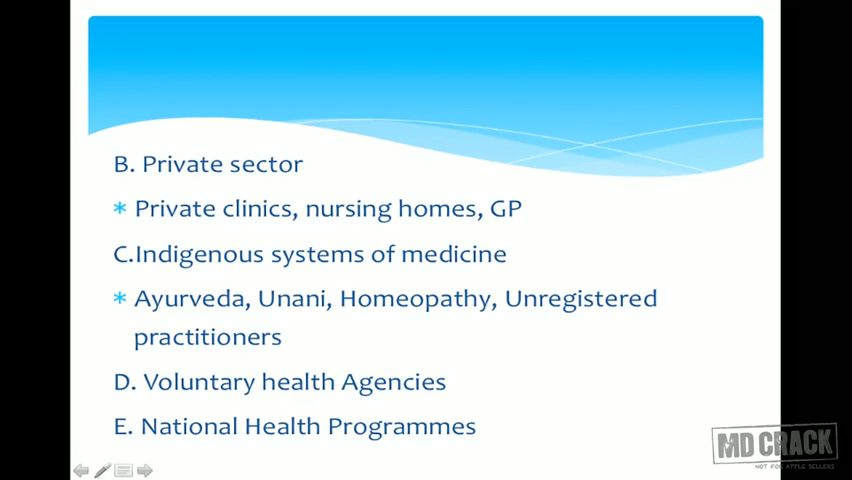 B. Private sector
* Private clinics, nursing homes, GP
C.Indigenous systems of medicine
* Ayurveda, Unani, Homeopathy, Unregistered
practitioners
D. Voluntary health Agencies
E. National Health Programmes
MD CRACK
NOT FOR APPLE SELLERS